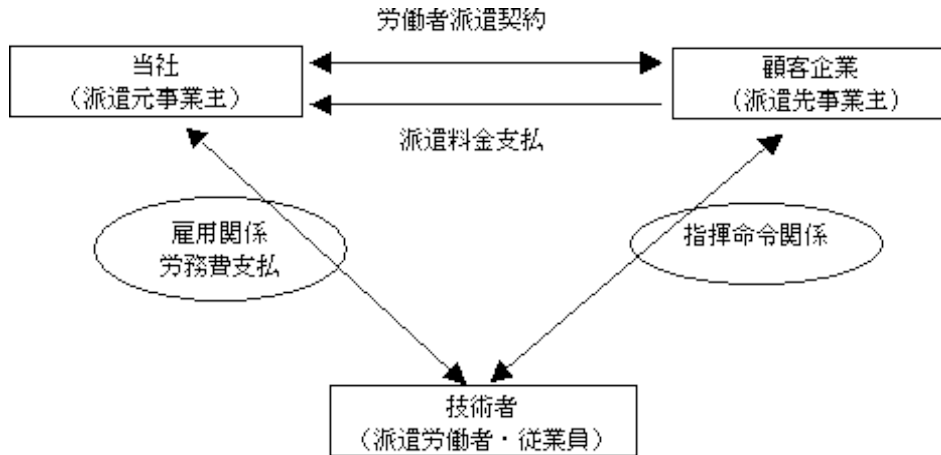 労働者派遣契約
当社
（派遣元事業主）
顧客企業
（派遣先事業主）
派遣料金支払
雇用関係
労務費支払
指揮命令関係
技術者
（派遣労働者・従業員）